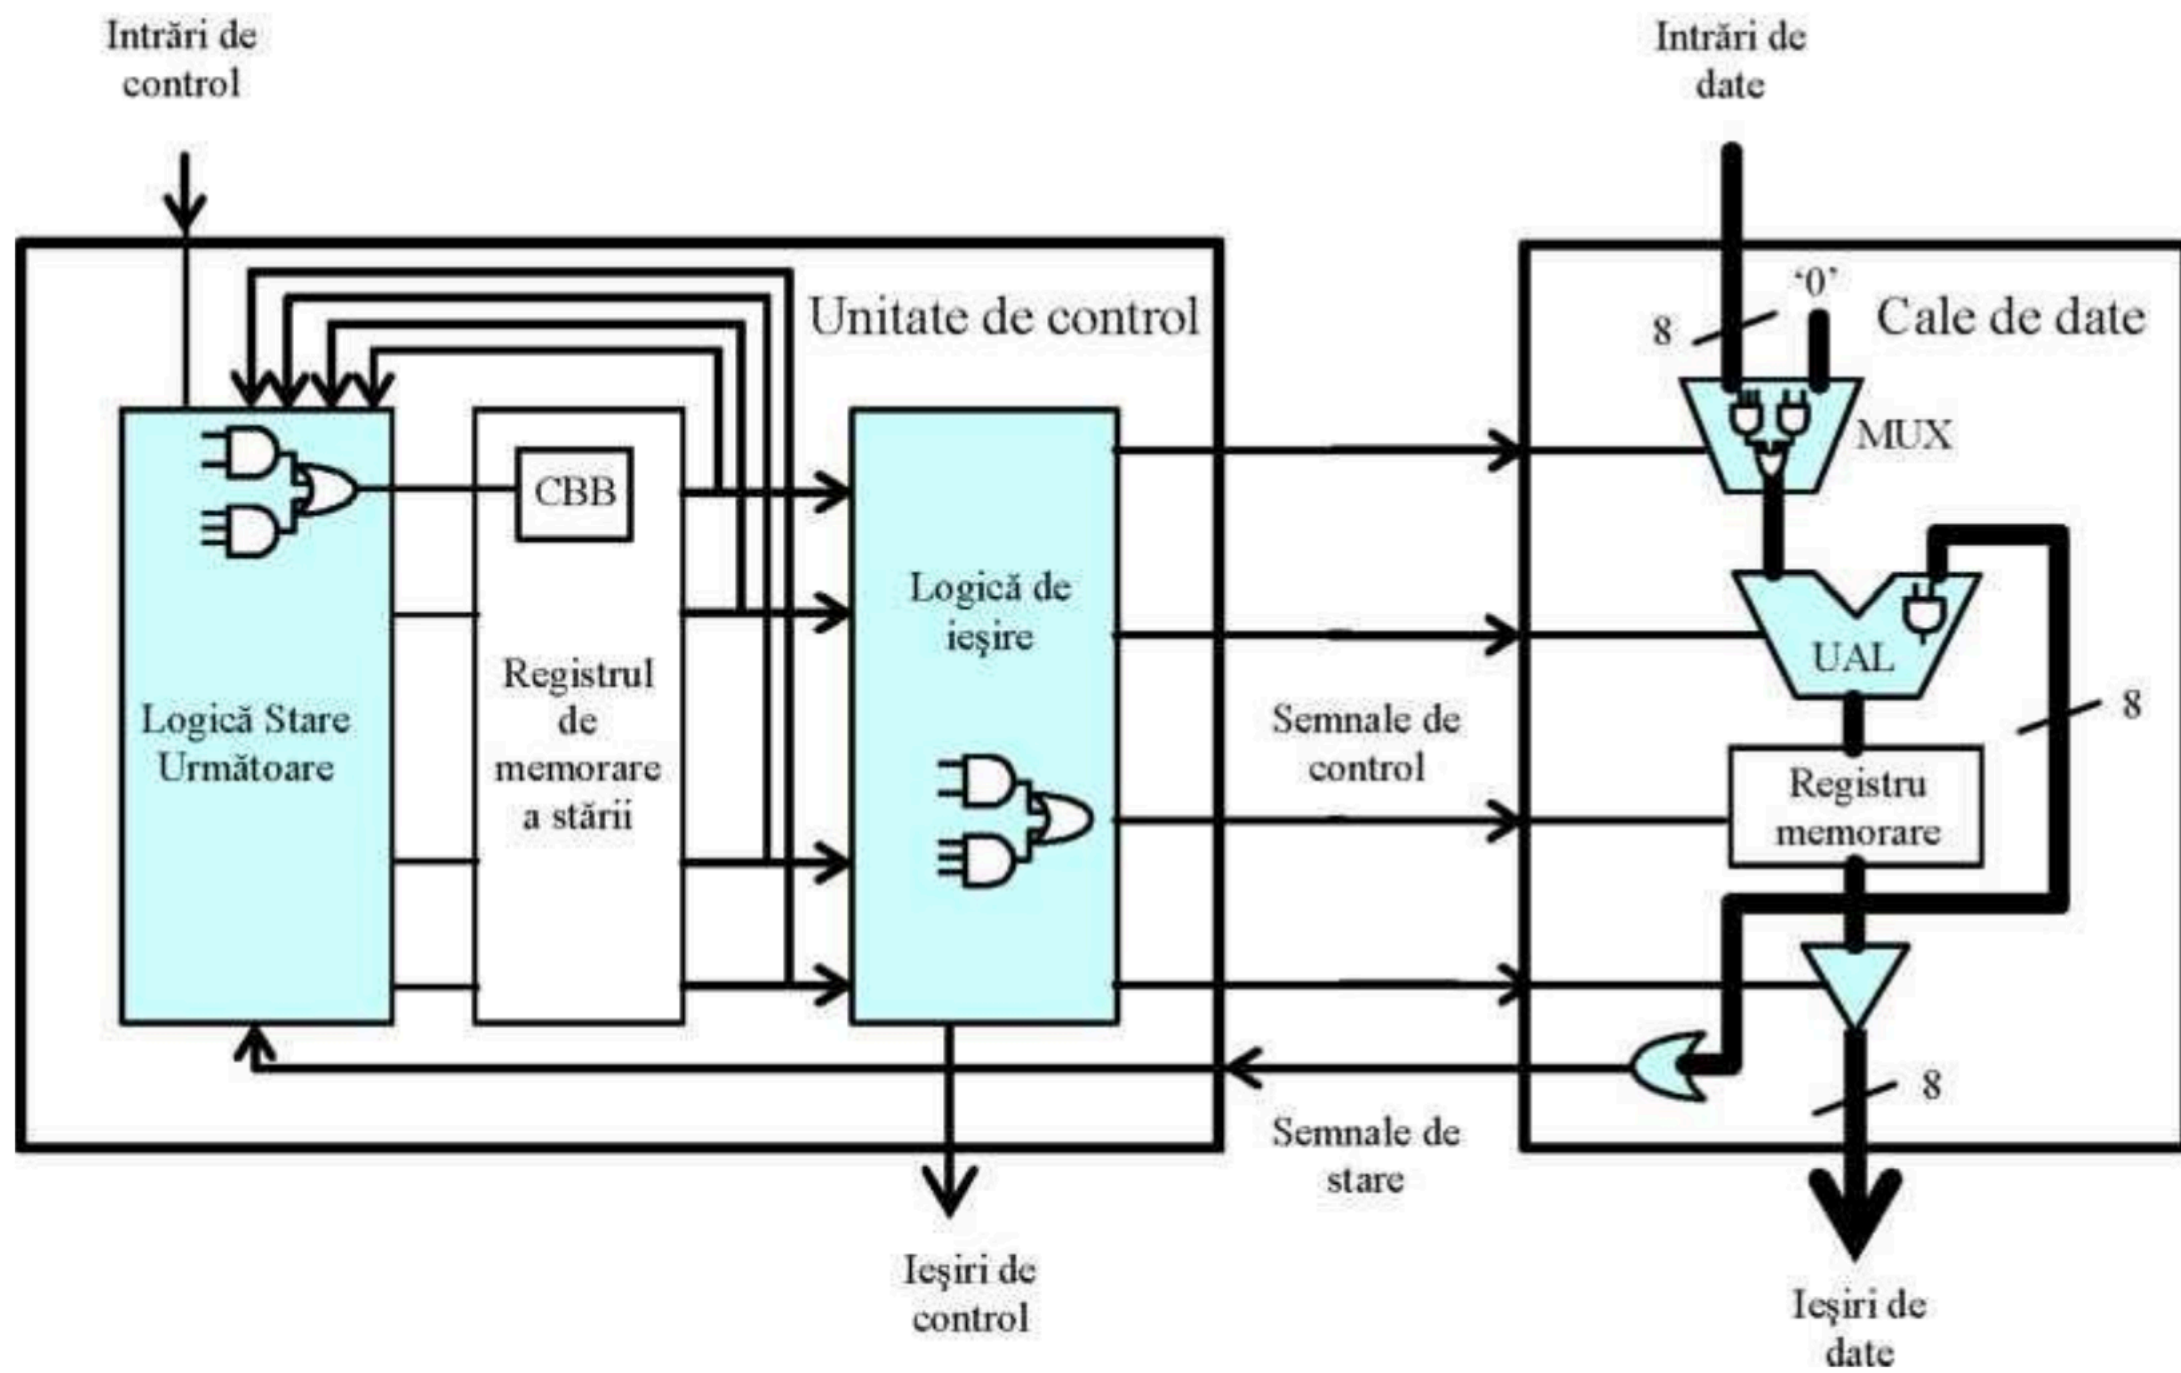 Intrări de
control
Intrări de
date
Unitate de control
‘0’
8
Cale de date
MUX
CBB
Logică de
ieşire
UAL
Registrul
de
memorare
a stării
Logică Stare
Următoare
Semnale de
control
8
Registru
memorare
8
Semnale de
stare
Ieşiri de
control
Ieşiri de
date